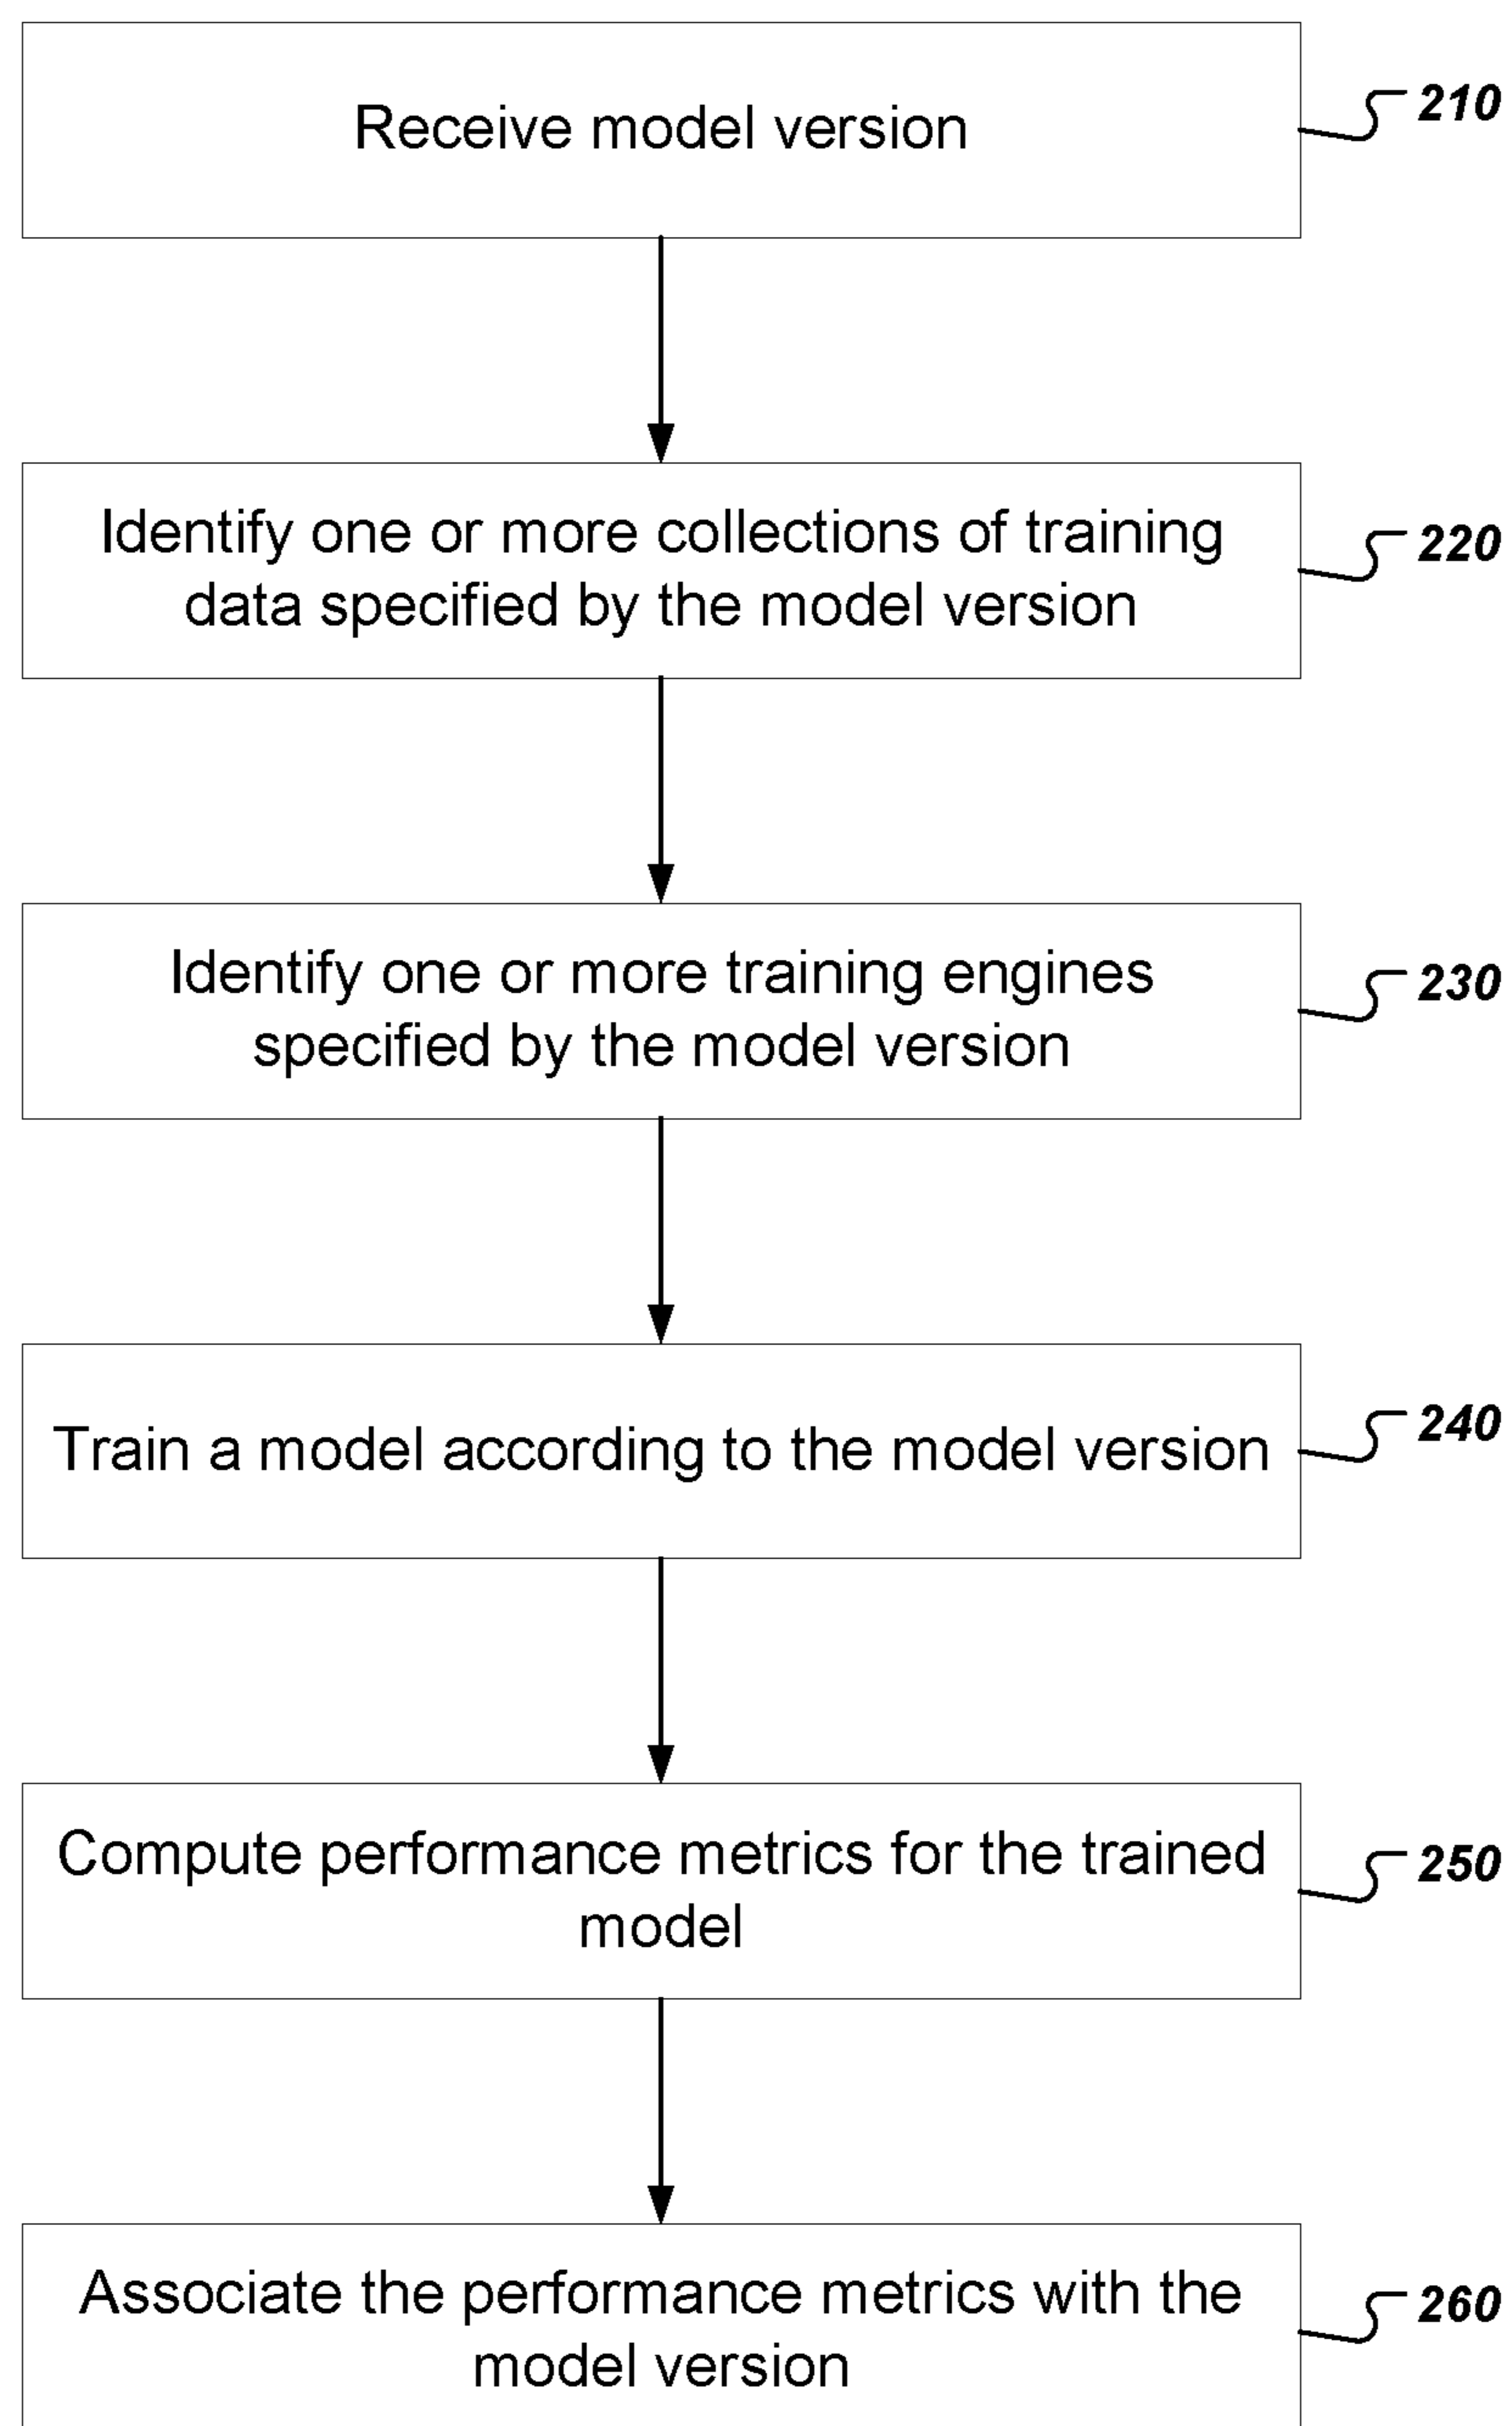 Receive model version
210
Identify one or more collections of training
data specified by the model version
220
Identify one or more training engines
specified by the model version
230
Train a model according to the model version
240
Compute performance metrics for the trained
model
250
Associate the performance metrics with the
model version
260